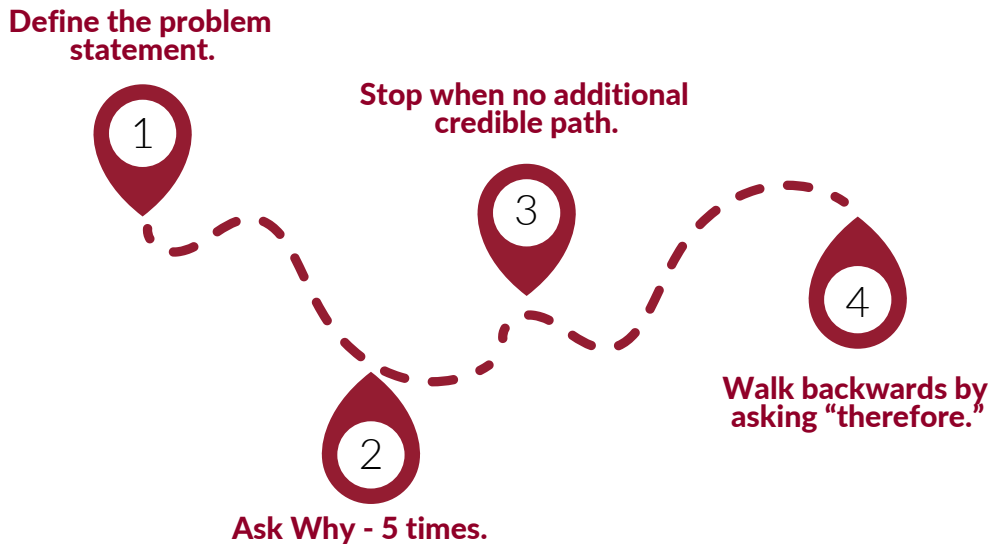 Define the problem
statement.
1
2
Ask Why - 5 times.
Stop when no additional
credible path.
3
4
Walk backwards by
asking “therefore.”